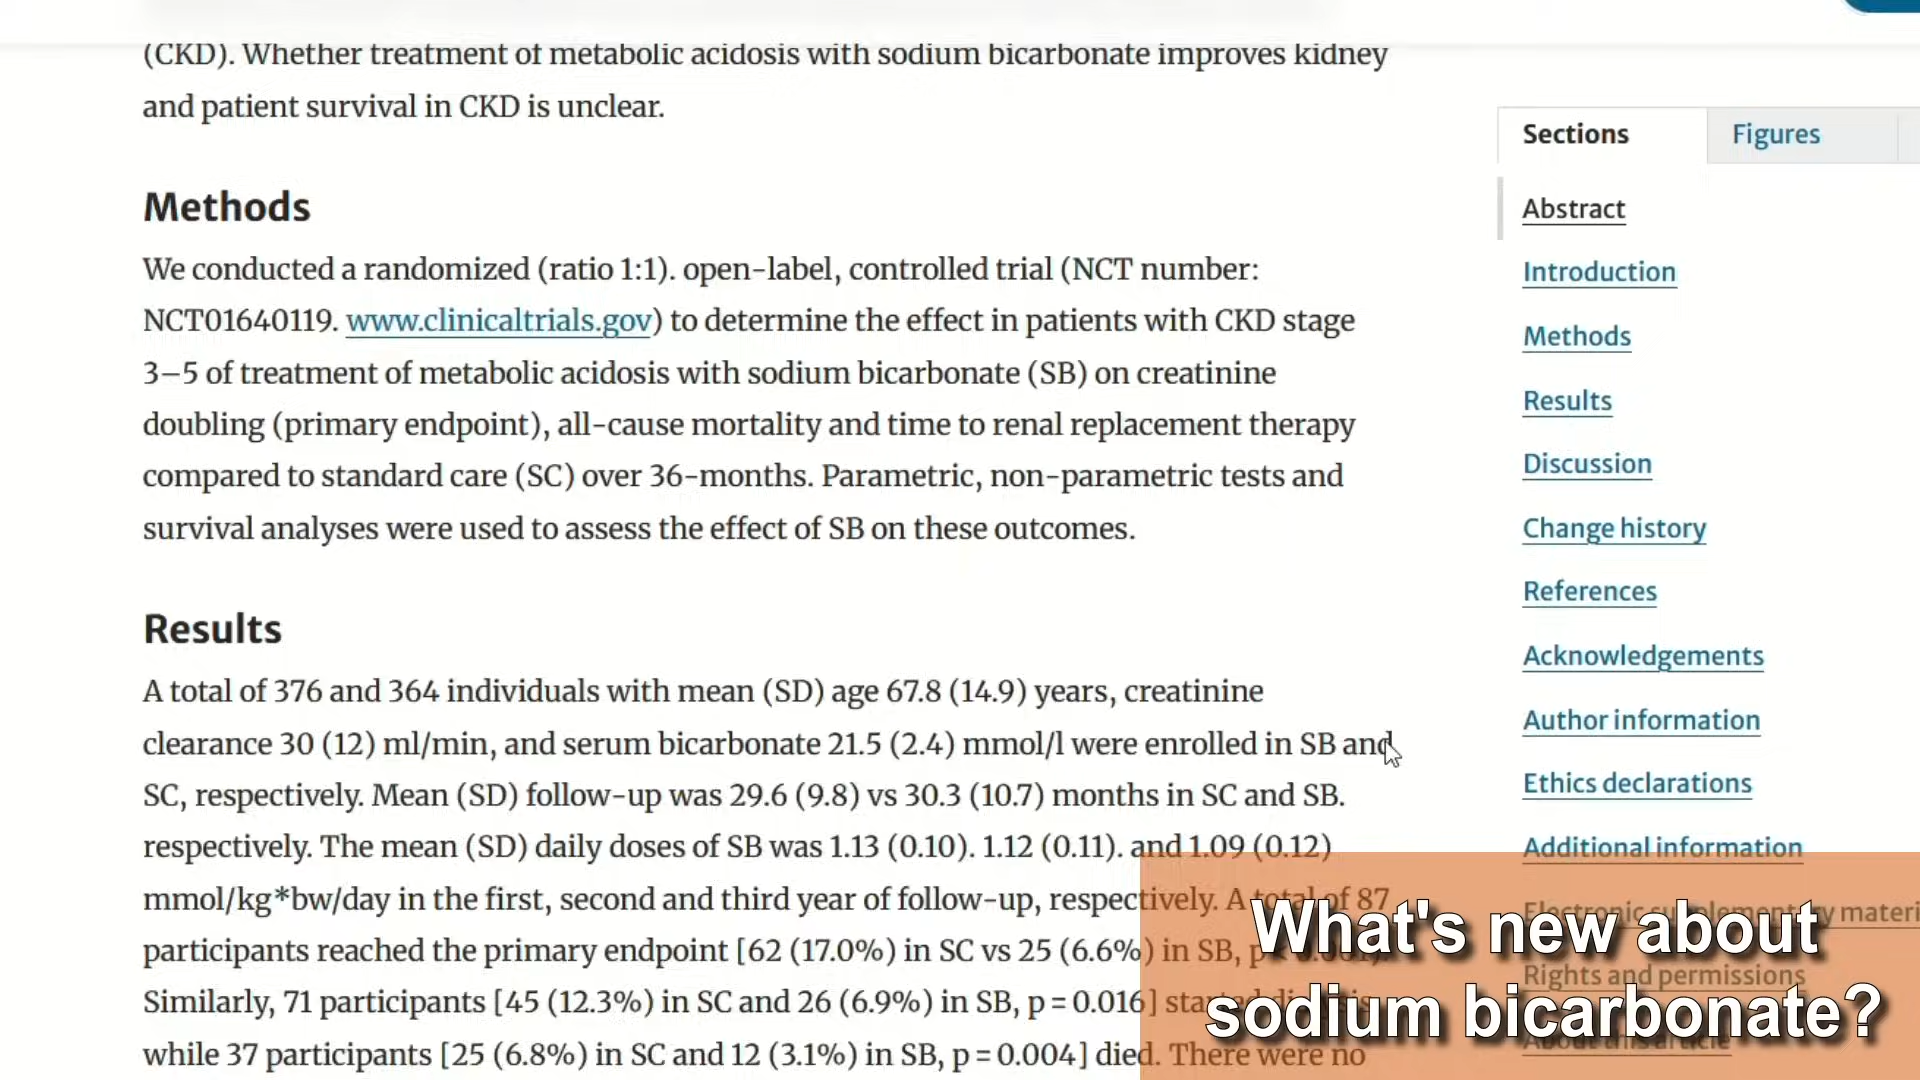 (CKD). Whether treatment of metabolic acidosis with sodium bicarbonate improves kidney
and patient survival in CKD is unclear.
Methods
We conducted a randomized (ratio 1:1). open-label, controlled trial (NCT number:
NCT01640119. www.clinicaltrials.gov) to determine the effect in patients with CKD stage
3–5 of treatment of metabolic acidosis with sodium bicarbonate (SB) on creatinine
doubling (primary endpoint), all-cause mortality and time to renal replacement therapy
compared to standard care (SC) over 36-months. Parametric, non-parametric tests and
survival analyses were used to assess the effect of SB on these outcomes.
Results
A total of 376 and 364 individuals with mean (SD) age 67.8 (14.9) years, creatinine
clearance 30 (12) ml/min, and serum bicarbonate 21.5 (2.4) mmol/l were enrolled in SB and
SC, respectively. Mean (SD) follow-up was 29.6 (9.8) vs 30.3 (10.7) months in SC and SB.
respectively. The mean (SD) daily doses of SB was 1.13 (0.10). 1.12 (0.11). and 1.09 (0.12)
mmol/kg*bw/day in the first, second and third year of follow-up, respectively. A total of 87
participants reached the primary endpoint [62 (17.0%) in SC vs 25 (6.6%) in SB,
Similarly, 71 participants [45 (12.3%) in SC and 26 (6.9%) in SB, p = 0.016]
while 37 participants [25 (6.8%) in SC and 12 (3.1%) in SB, p = 0.004] died. There were no
Sections
Figures
Abstract
Introduction
Methods
Results
Discussion
Change history
References
Acknowledgements
Author information
Ethics declarations
Additional information
Rights and permissions
About this article
What's new about
sodium bicarbonate?